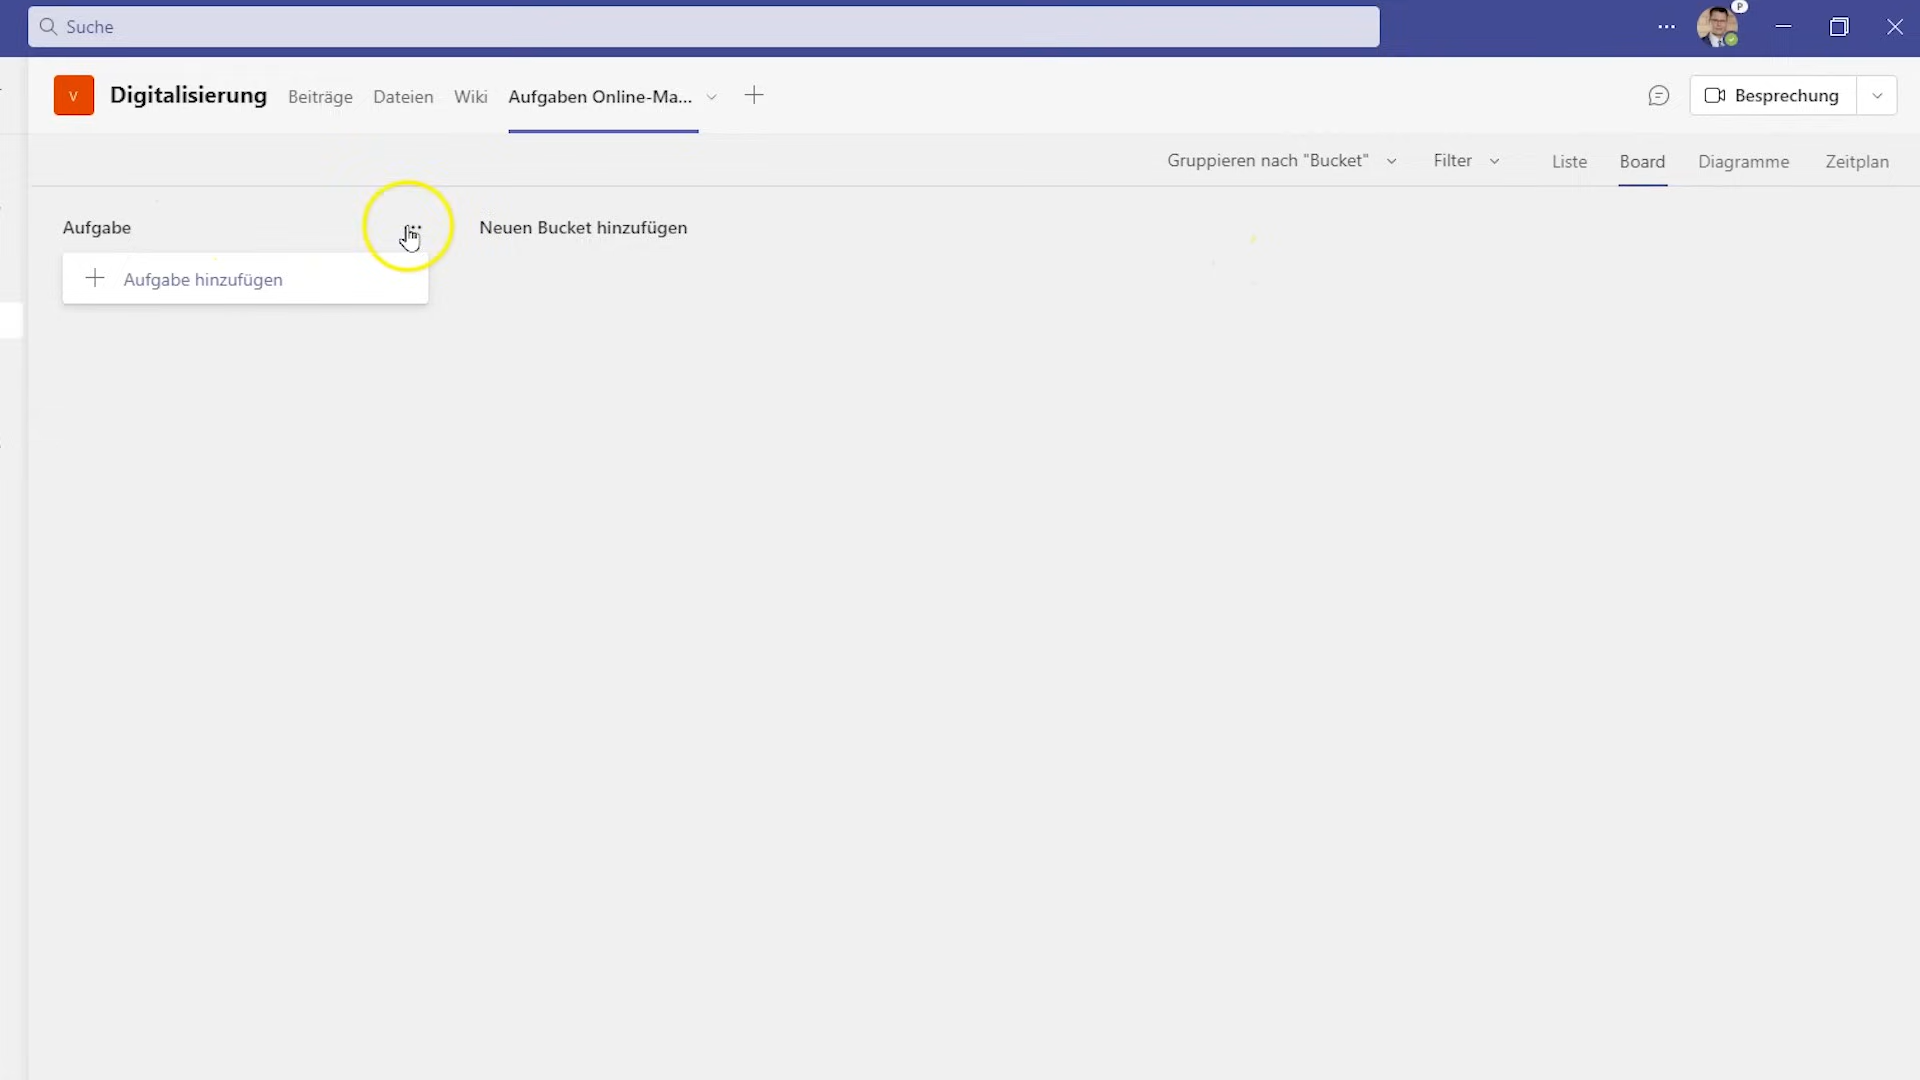 Suche
P
V
Digitalisierung
Beiträge
Dateien
Wiki
Aufgaben Online-Ma...
Besprechung
Gruppieren nach "Bucket"
Filter
Liste
Board
Diagramme
Zeitplan
Aufgabe
Neuen Bucket hinzufügen
Aufgabe hinzufügen